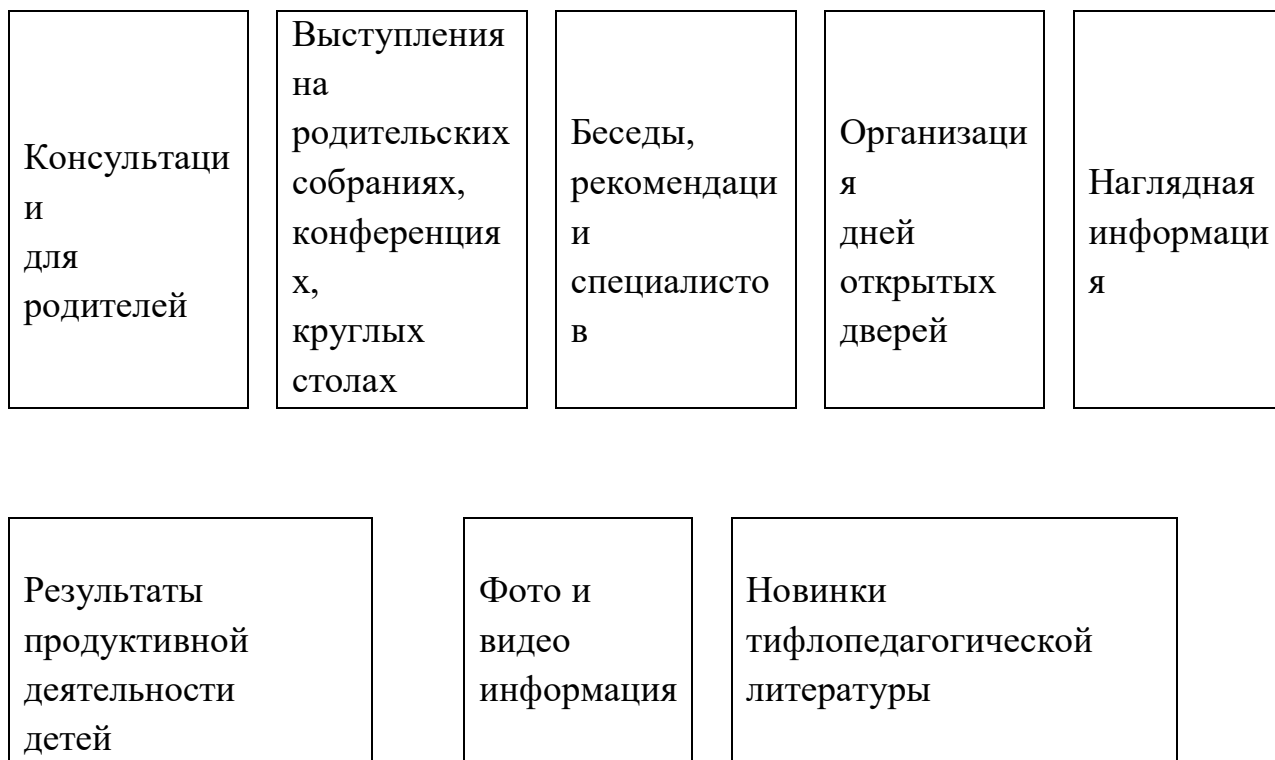 Консультаци
и
для
родителей
Выступления
на
родительских
собраниях,
конференция
х,
круглых
столах
Беседы,
рекомендаци
и
специалисто
в
Организаци
я
дней
открытых
дверей
Наглядная
информаци
я
Результаты
продуктивной
деятельности
детей
Фото и
видео
информация
Новинки
тифлопедагогической
литературы